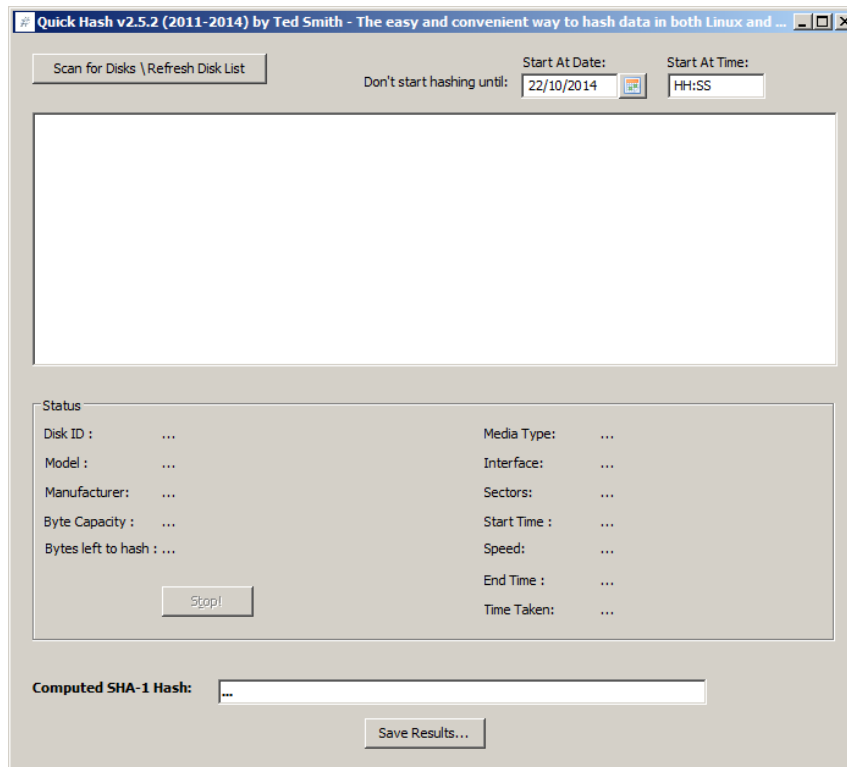 Quick Hash v2.5.2 (2011-2014) by Ted Smith - The easy and convenient way to hash data in both Linux and ...
Scan for Disks \ Refresh Disk List
Don't start hashing until:
Start At Date:
22/10/2014
Start At Time:
HH:SS
Status
Disk ID : ...
Media Type: ...
Model : ...
Interface: ...
Manufacturer: ...
Sectors: ...
Byte Capacity : ...
Start Time : ...
Bytes left to hash : ...
Speed: ...
End Time : ...
Stop!
Time Taken: ...
Computed SHA-1 Hash: ...
Save Results...